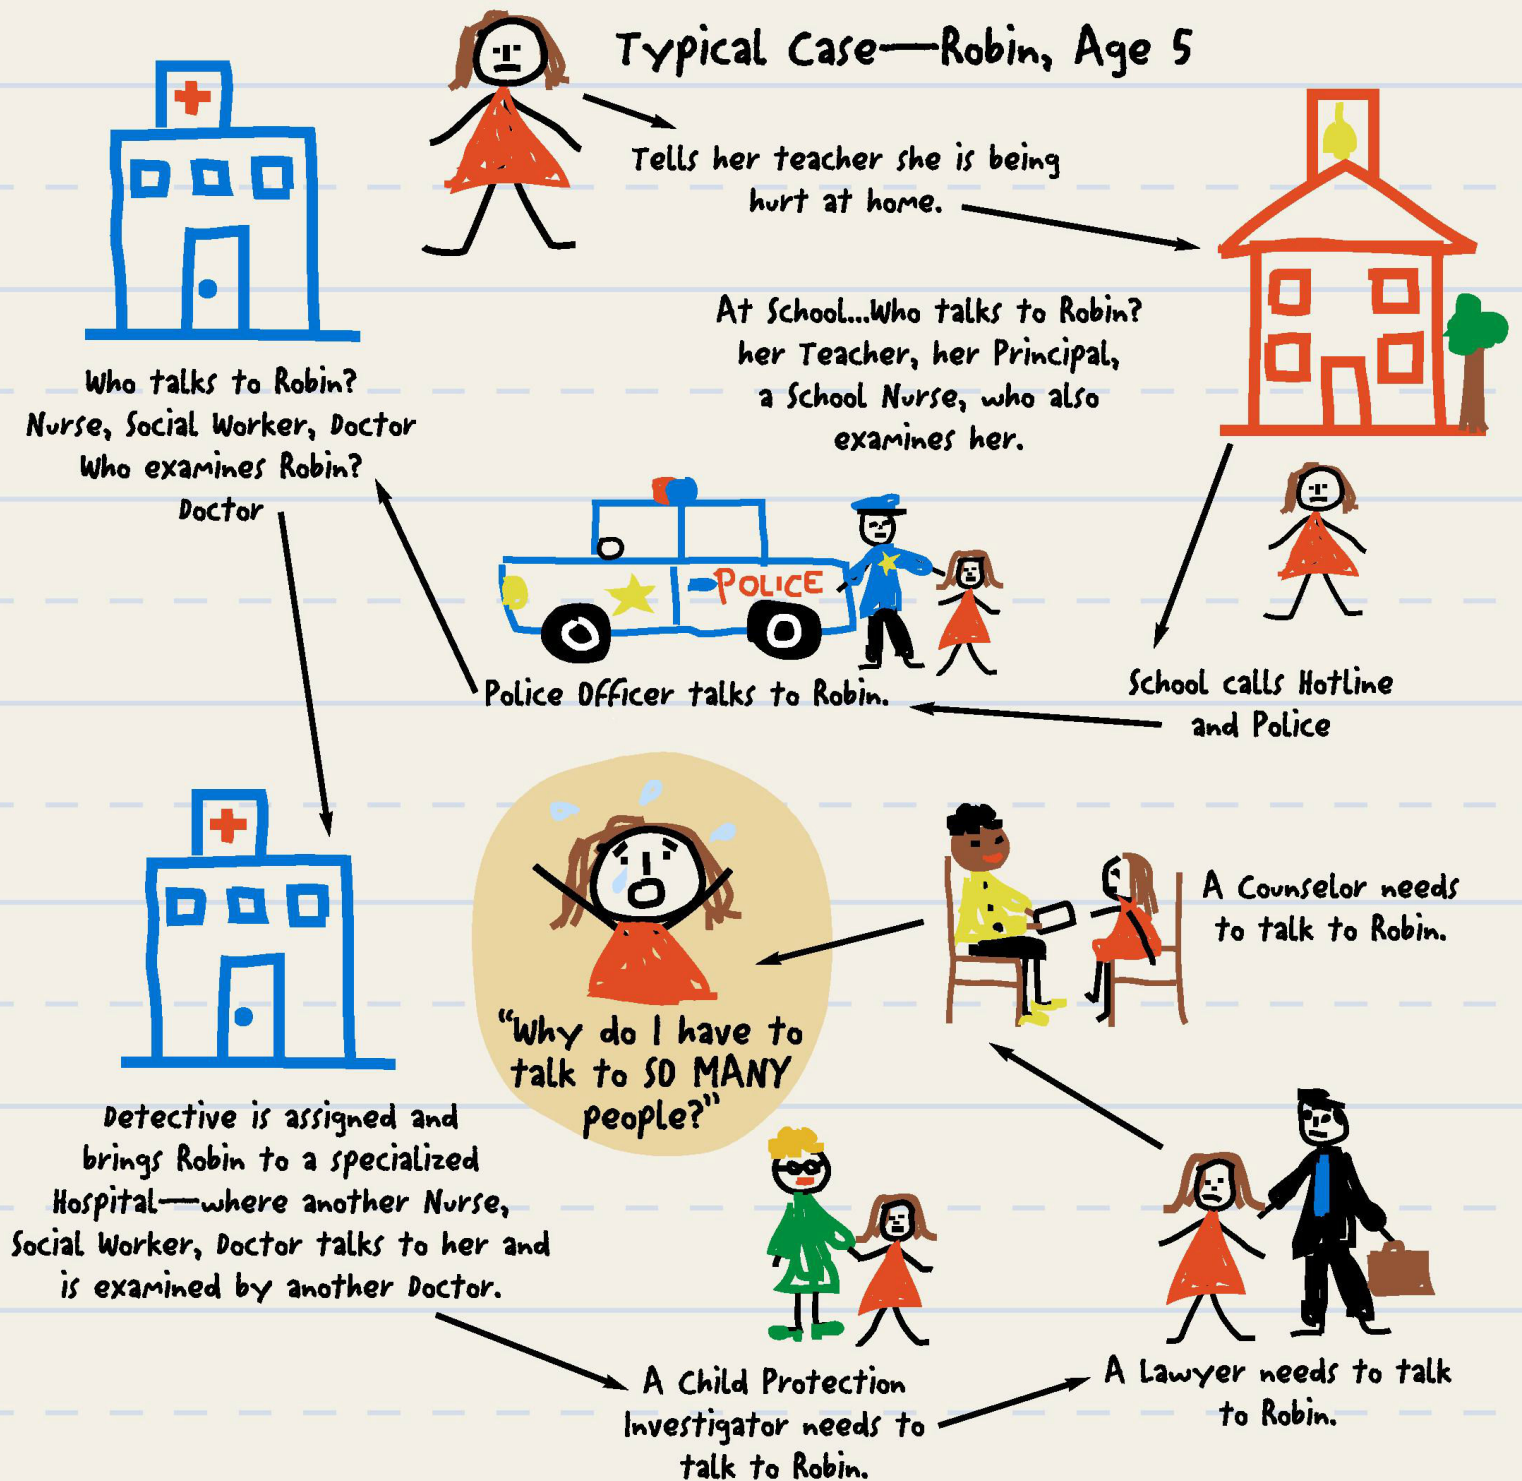 Typical Case—Robin, Age 5
Tells her teacher she is being
hurt at home.
At School...Who talks to Robin?
her Teacher, her Principal,
a School Nurse, who also
examines her.
School calls Hotline
and Police
POLICE
Police Officer talks to Robin.
Who talks to Robin?
Nurse, Social Worker, Doctor
Who examines Robin?
Doctor
Detective is assigned and
brings Robin to a specialized
Hospital—where another Nurse,
Social Worker, Doctor talks to her and
is examined by another Doctor.
A Child Protection
Investigator needs to
talk to Robin.
A Lawyer needs to talk
to Robin.
A Counselor needs
to talk to Robin.
"Why do I have to
talk to SO MANY
people?"